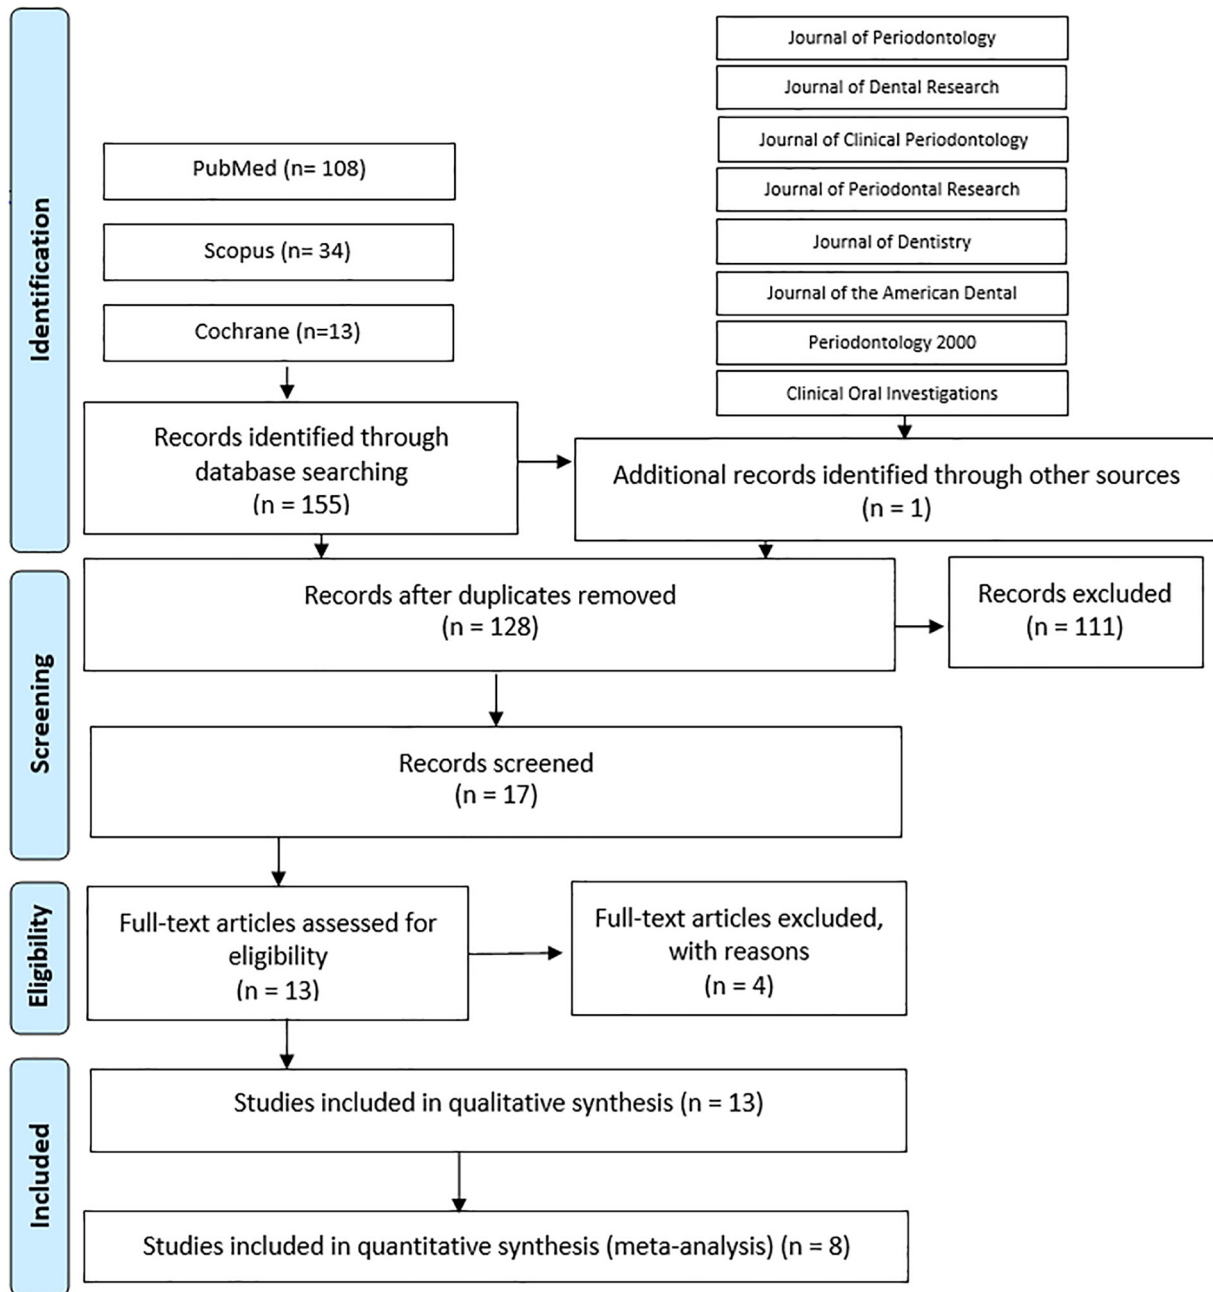 Identification
PubMed (n= 108)
Scopus (n= 34)
Cochrane (n=13)
Journal of Periodontology
Journal of Dental Research
Journal of Clinical Periodontology
Journal of Periodontal Research
Journal of Dentistry
Journal of the American Dental
Periodontology 2000
Clinical Oral Investigations
Records identified through
database searching
(n = 155)
Additional records identified through other sources
(n = 1)
Screening
Records after duplicates removed
(n = 128)
Records excluded
(n = 111)
Records screened
(n = 17)
Eligibility
Full-text articles assessed for
eligibility
(n = 13)
Full-text articles excluded,
with reasons
(n = 4)
Included
Studies included in qualitative synthesis (n = 13)
Studies included in quantitative synthesis (meta-analysis) (n = 8)